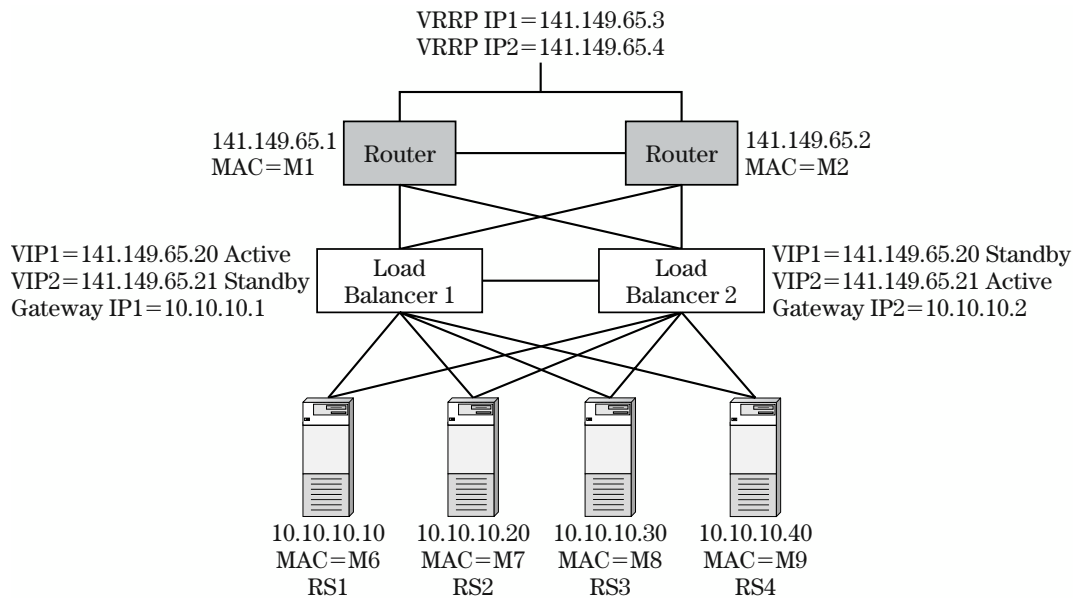 VRRP IP1=141.149.65.3
VRRP IP2=141.149.65.4
141.149.65.1
MAC=M1
Router
Router
141.149.65.2
MAC=M2
VIP1=141.149.65.20 Active
VIP2=141.149.65.21 Standby
Gateway IP1=10.10.10.1
Load
Balancer 1
Load
Balancer 2
VIP1=141.149.65.20 Standby
VIP2=141.149.65.21 Active
Gateway IP2=10.10.10.2
10.10.10.10
MAC=M6
RS1
10.10.10.20
MAC=M7
RS2
10.10.10.30
MAC=M8
RS3
10.10.10.40
MAC=M9
RS4